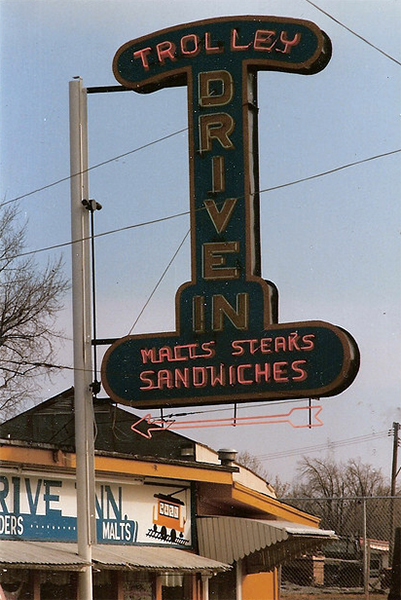 TROLLEY
DRIVE
IN
MALTS STEAKS
SANDWICHES
RIVE INN.
DERS MALTS